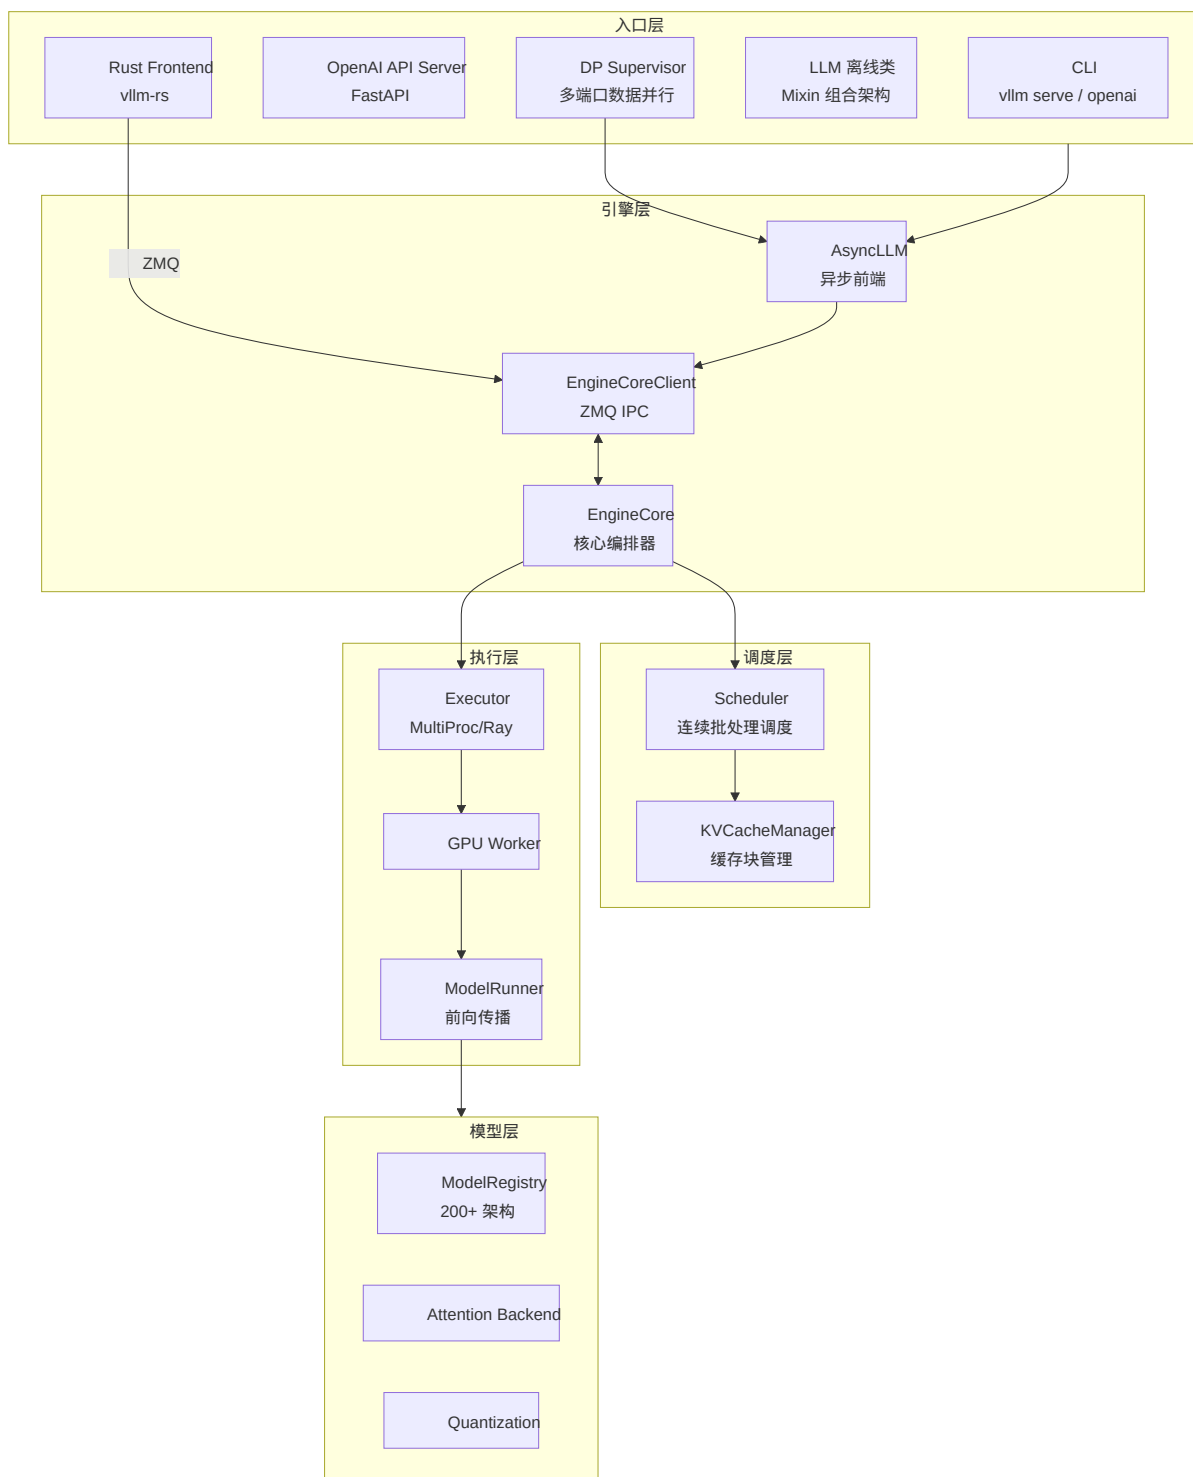 入口层
Rust Frontend
vllm-rs
OpenAI API Server
FastAPI
DP Supervisor
多端口数据并行
LLM 离线类
Mixin 组合架构
CLI
vllm serve / openai
引擎层
ZMQ
AsyncLLM
异步前端
EngineCoreClient
ZMQ IPC
EngineCore
核心编排器
执行层
Executor
MultiProc/Ray
GPU Worker
ModelRunner
前向传播
调度层
Scheduler
连续批处理调度
KVCacheManager
缓存块管理
模型层
ModelRegistry
200+ 架构
Attention Backend
Quantization